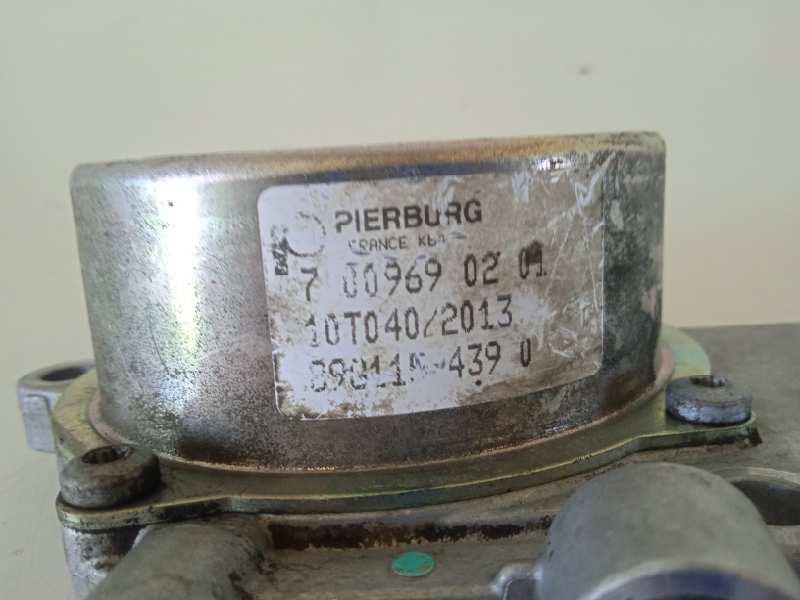 PIERBURG
FRANCE
7 00969 02 01
10T040/2013
439 0